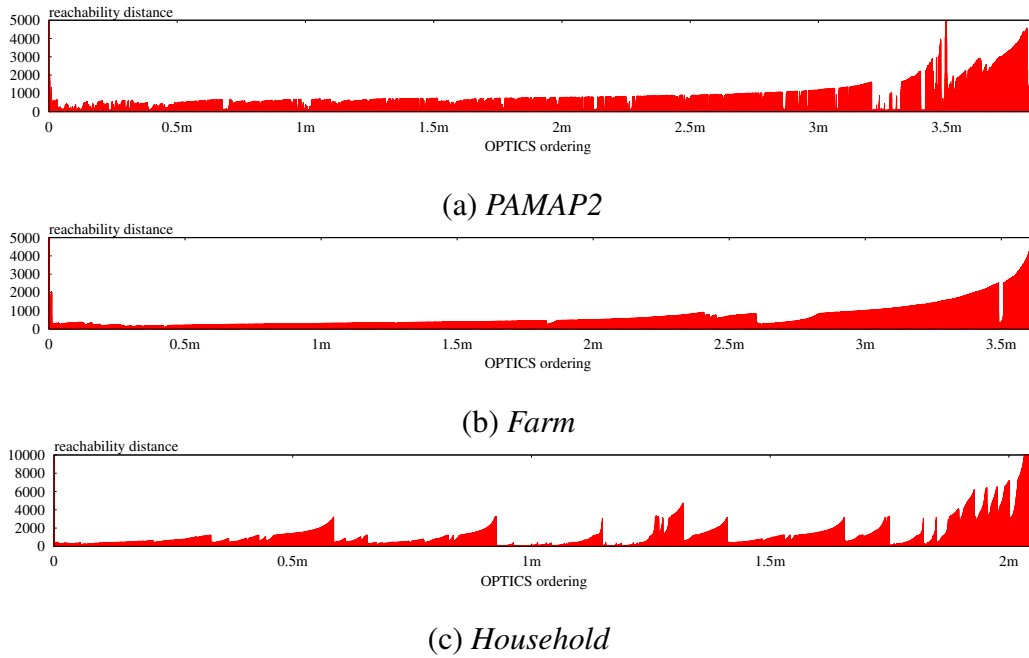 reachability distance
5000
4000
3000
2000
1000
0
0 0.5m 1m 1.5m 2m 2.5m 3m 3.5m
OPTICS ordering
(a) PAMAP2
reachability distance
5000
4000
3000
2000
1000
0
0 0.5m 1m 1.5m 2m 2.5m 3m 3.5m
OPTICS ordering
(b) Farm
reachability distance
10000
8000
6000
4000
2000
0
0 0.5m 1m 1.5m 2m
OPTICS ordering
(c) Household